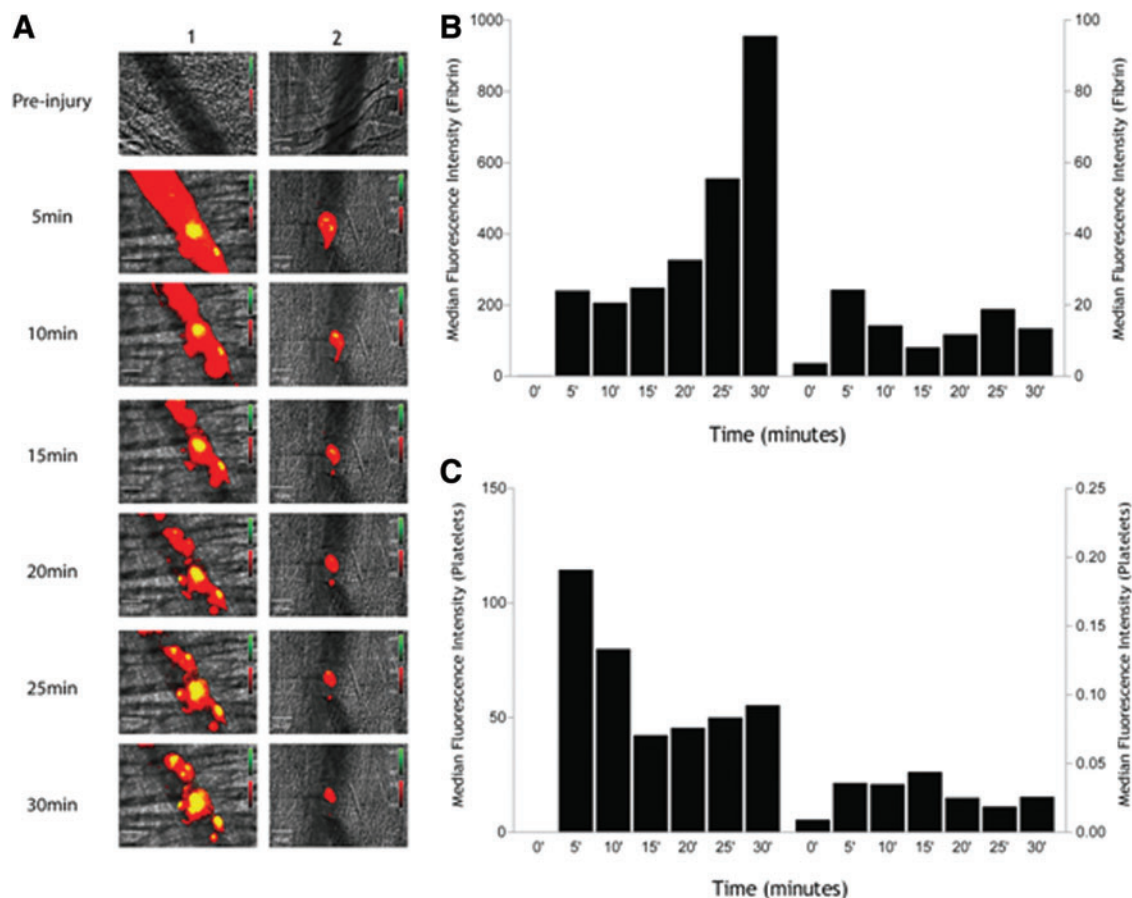 A
1 2
Pre-injury
5min
10min
15min
20min
25min
30min
B
Median Fluorescence Intensity (Fibrin)
1000
800
600
400
200
0
100
80
60
40
20
0
Median Fluorescence Intensity (Fibrin)
0' 5' 10' 15' 20' 25' 30' 0' 5' 10' 15' 20' 25' 30'
Time (minutes)
C
Median Fluorescence Intensity (Platelets)
150
100
50
0
0.25
0.20
0.15
0.10
0.05
0.00
Median Fluorescence Intensity (Platelets)
0' 5' 10' 15' 20' 25' 30' 0' 5' 10' 15' 20' 25' 30'
Time (minutes)